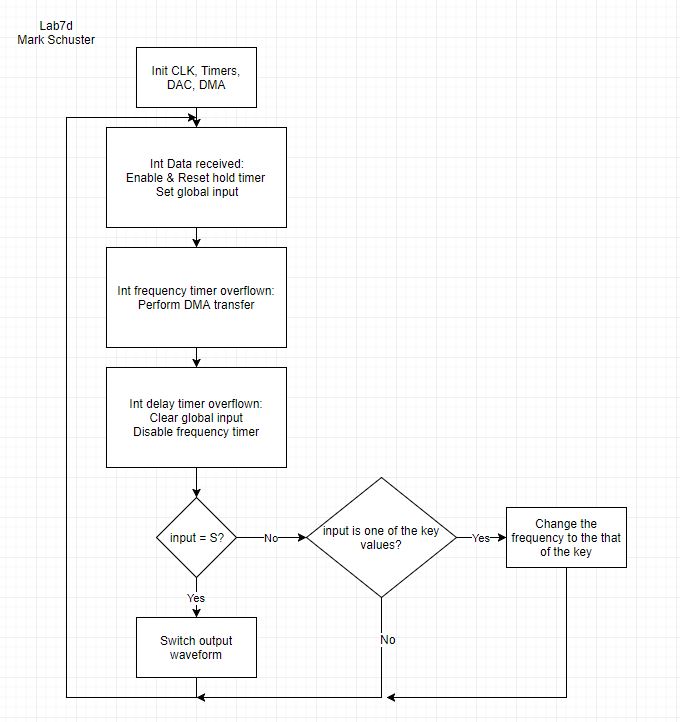 Lab7d
Mark Schuster
Init CLK, Timers,
DAC, DMA
Int Data received:
Enable & Reset hold timer
Set global input
Int frequency timer overflown:
Perform DMA transfer
Int delay timer overflown:
Clear global input
Disable frequency timer
input = S?
No
input is one of the key
values?
Yes
Change the
frequency to the that
of the key
Yes
Switch output
waveform
No